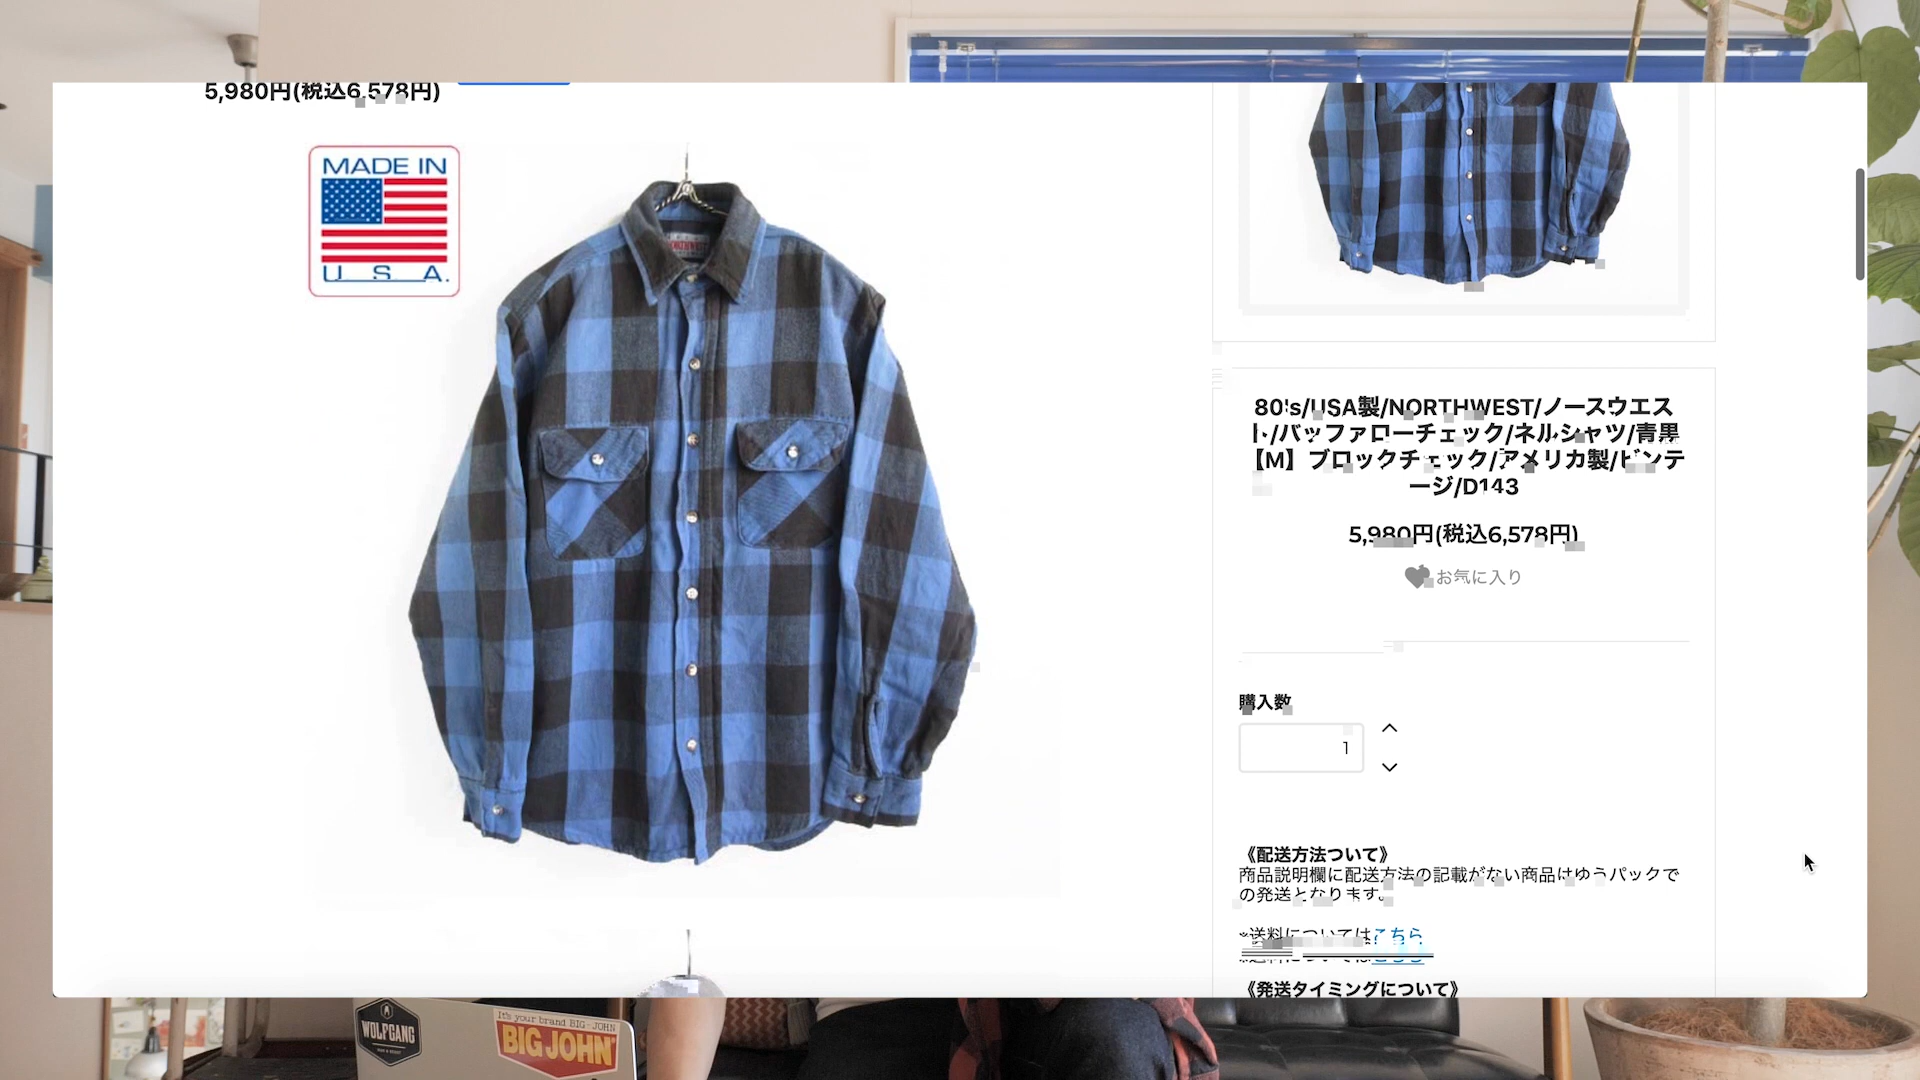 5,980円(税込6,578円)
MADE IN
U.S.A.
NORTHWEST
80's/USA製/NORTHWEST/ノースウエス
ト/バッファローチェック/ネルシャツ/青黒
【M】ブロックチェック/アメリカ製/ビンテ
ージ/D143
5,980円(税込6,578円)
お気に入り
購入数
1
《配送方法ついて》
商品説明欄に配送方法の記載がない商品はゆうパックで
の発送となります。
※送料についてはこちら
《発送タイミングについて》
WOLFGANG
It's your brand BIG-JOHN
BIG JOHN